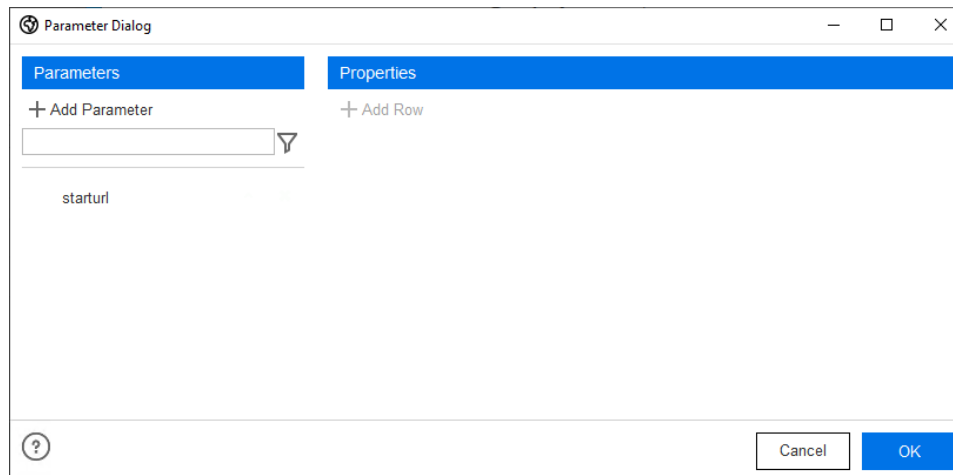 Parameter Dialog
Parameters
Properties
Add Parameter
Add Row
starturl
?
Cancel
OK